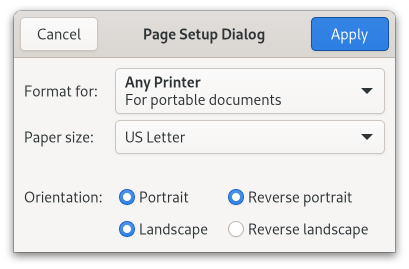 Cancel Page Setup Dialog Apply
Format for: Any Printer
For portable documents
Paper size: US Letter
Orientation: Portrait Reverse portrait
Landscape Reverse landscape